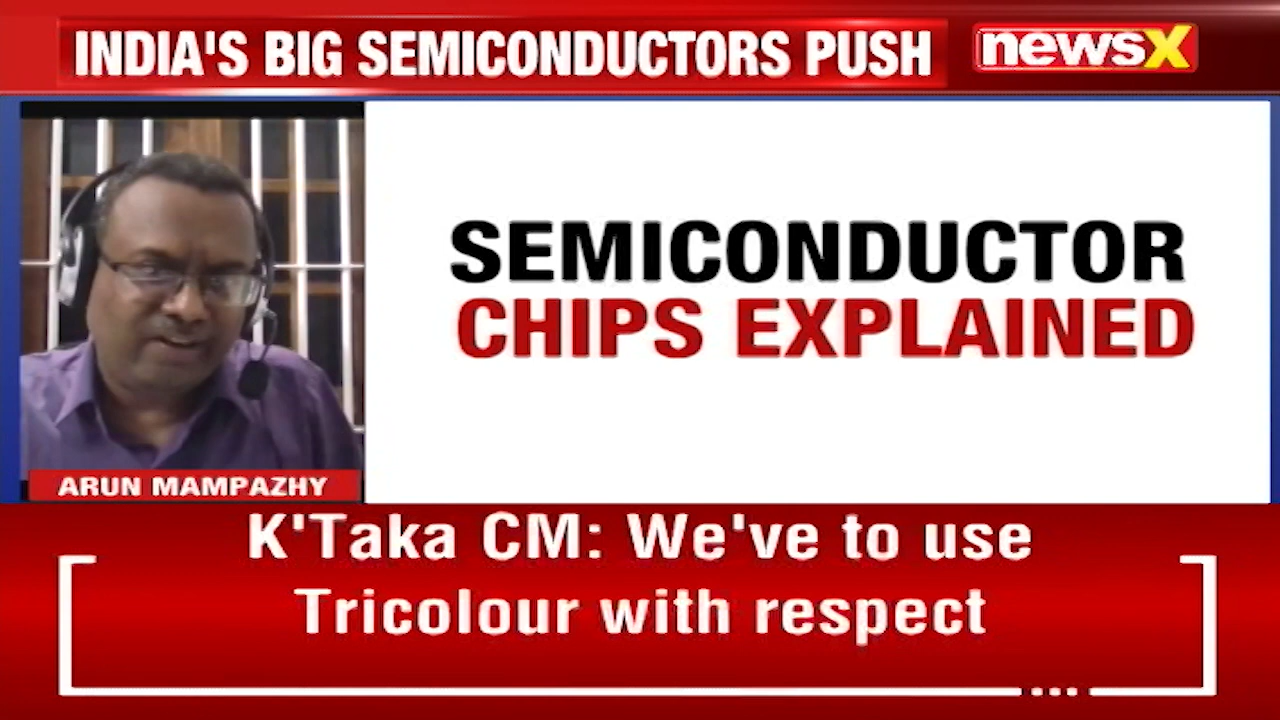 INDIA'S BIG SEMICONDUCTORS PUSH
newsX
SEMICONDUCTOR
CHIPS EXPLAINED
ARUN MAMPAZHY
K'Taka CM: We've to use
Tricolour with respect